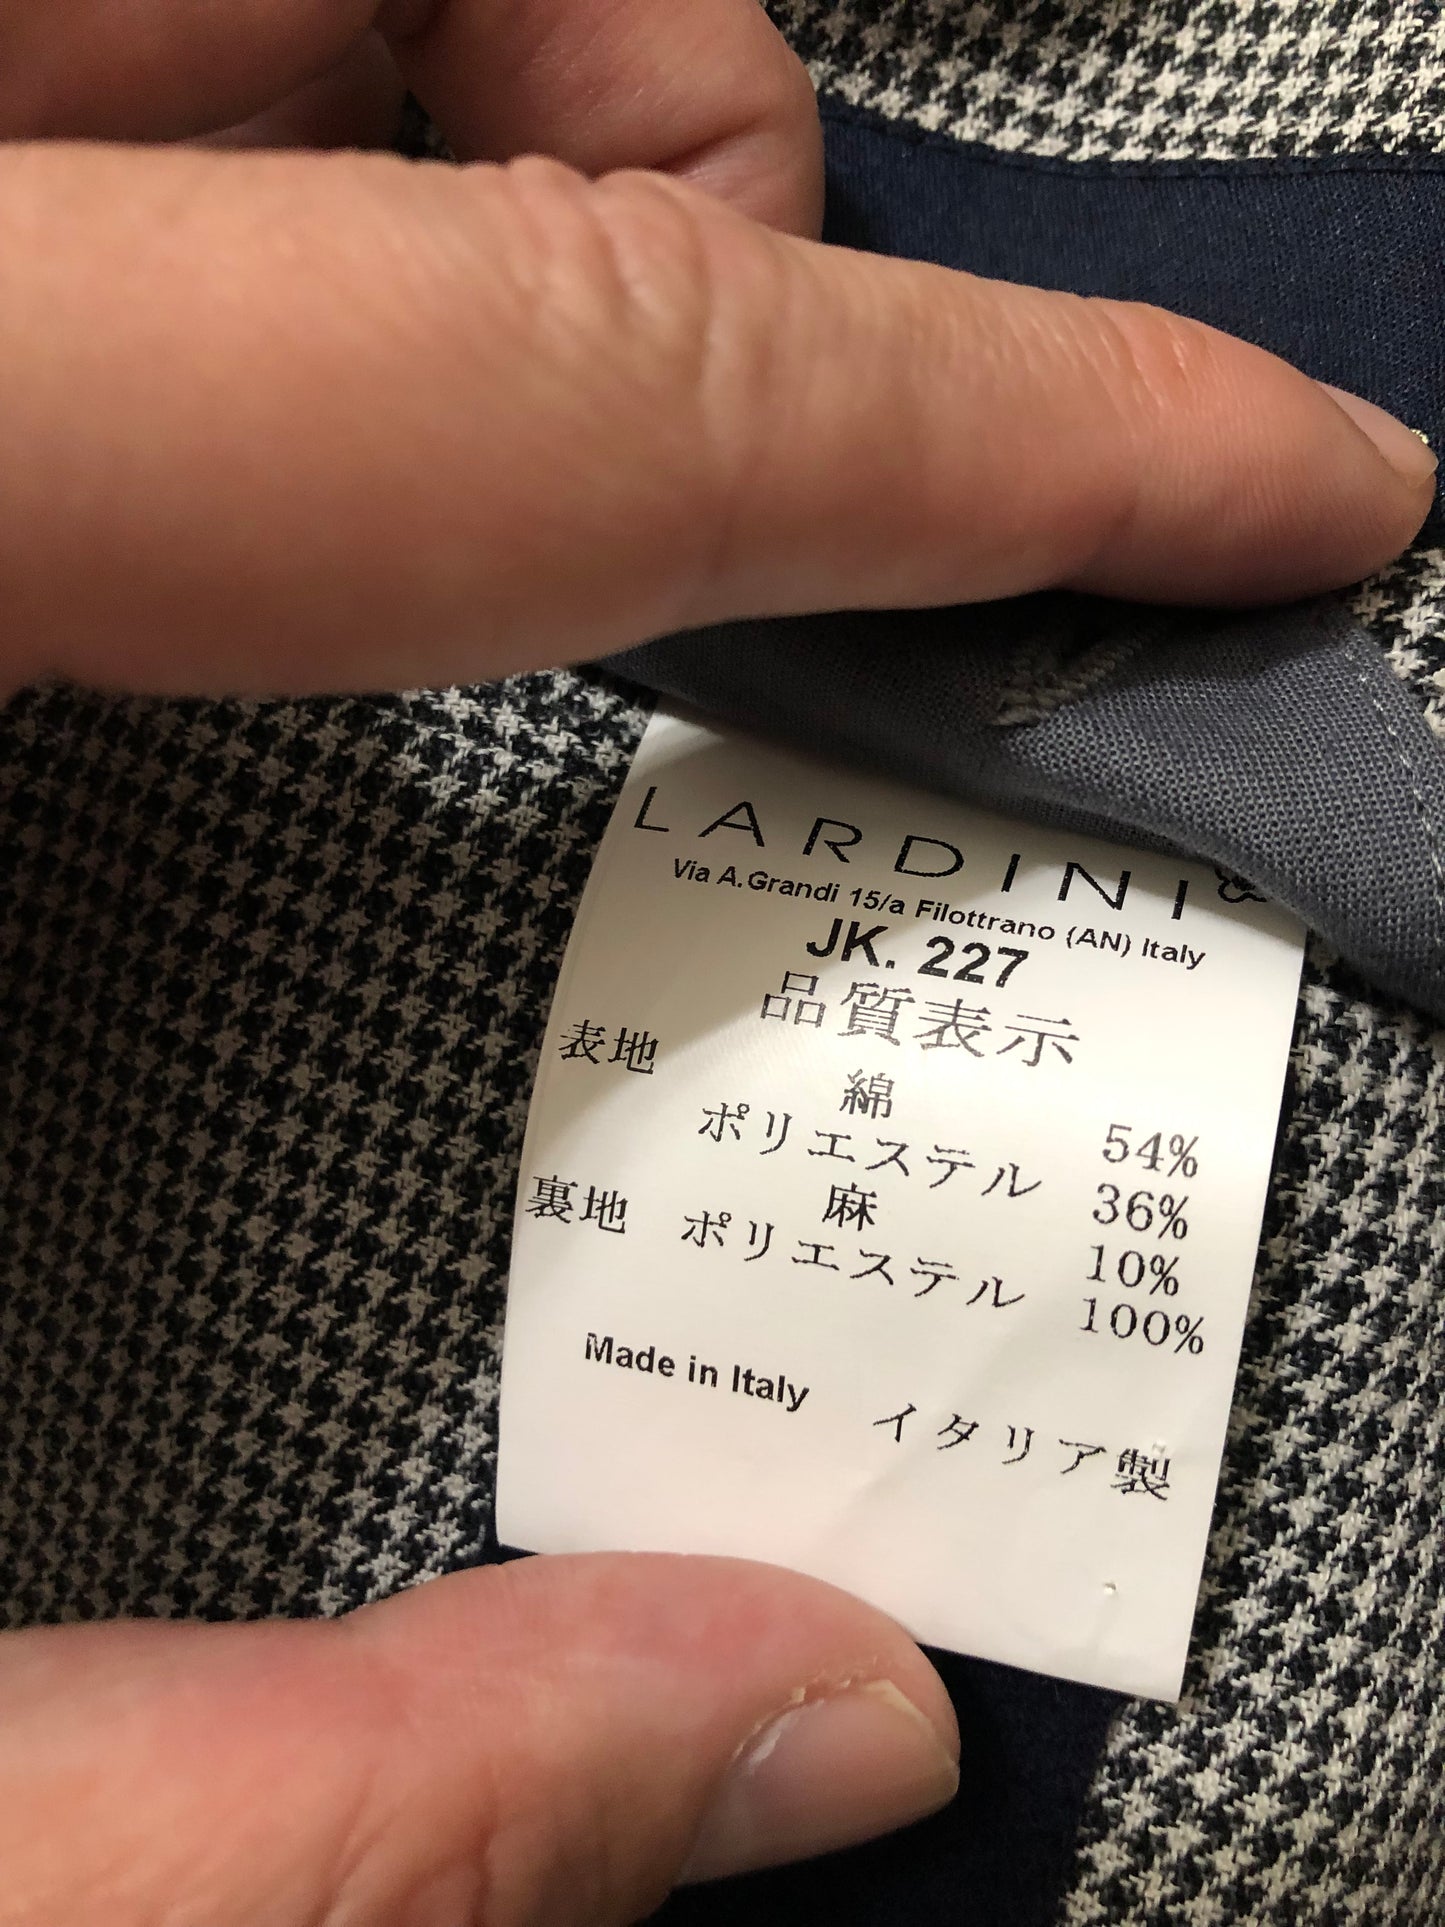 LARDINI
Via A.Grandi 15/a Filottrano (AN) Italy
JK. 227
品質表示
表地
綿 54%
ポリエステル 36%
麻 10%
裏地 ポリエステル 100%
Made in Italy イタリア製